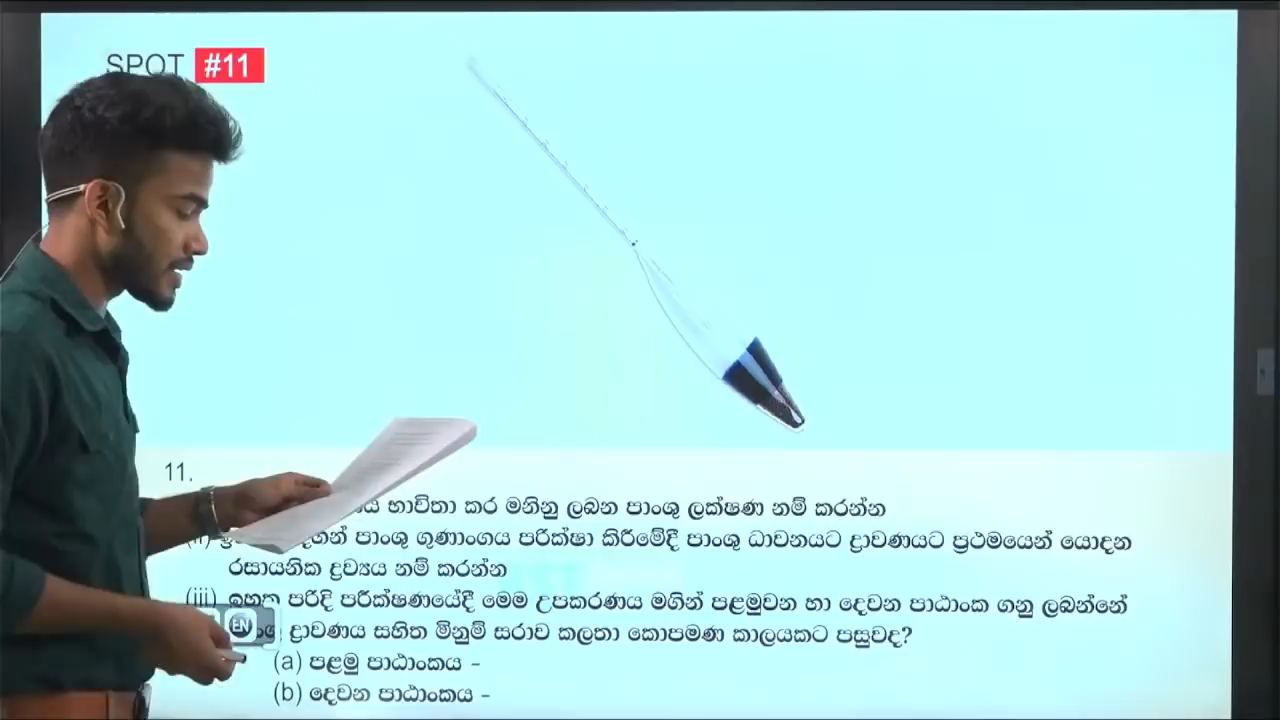 SPOT #11
11.
භාවිතා කර මනිනු ලබන පාංශු ලක්ෂණ නම් කරන්න
පාංශු ගුණාංගය පරික්ෂා කිරීමේදී පාංශු ධාවනයට ද්‍රාවණයට ප්‍රථමයෙන් යොදන
රසායනික ද්‍රව්‍යය නම් කරන්න
(iii) ඉහත පරිදි පරීක්ෂණයේදී මෙම උපකරණය මගින් පළමුවන හා දෙවන පාඨාංක ගනු ලබන්නේ
EN ද්‍රාවණය සහිත මිනුම් සරාව කලතා කොපමණ කාලයකට පසුවද?
(a) පළමු පාඨාංකය -
(b) දෙවන පාඨාංකය -